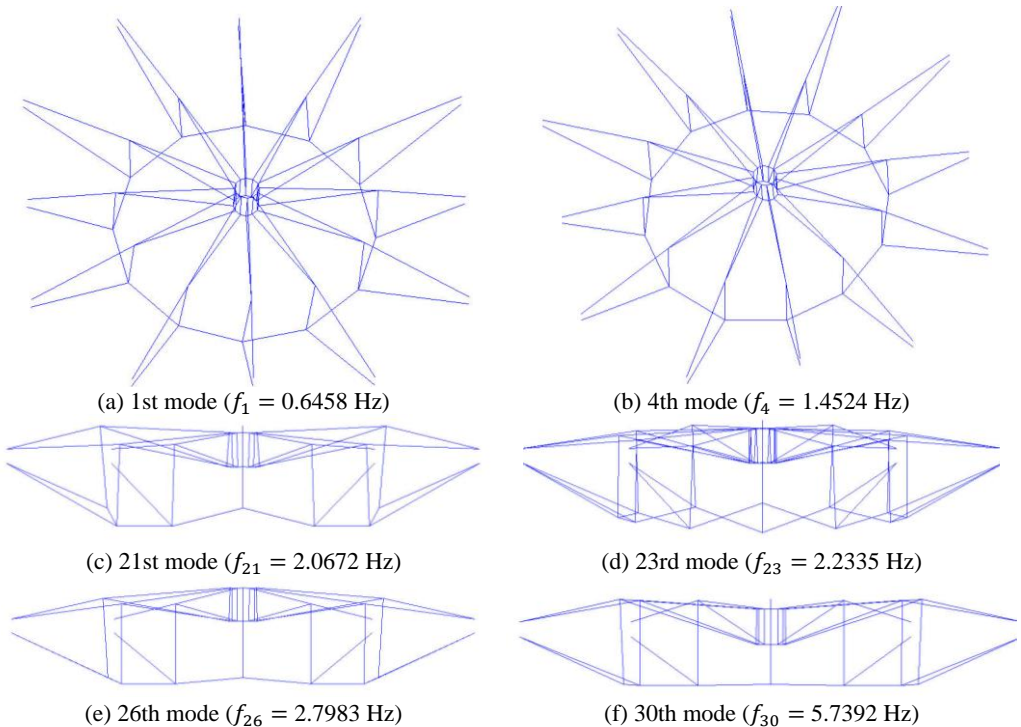 (a) 1st mode (𝑓₁ = 0.6458 Hz)
(b) 4th mode (𝑓₄ = 1.4524 Hz)
(c) 21st mode (𝑓₂₁ = 2.0672 Hz)
(d) 23rd mode (𝑓₂₃ = 2.2335 Hz)
(e) 26th mode (𝑓₂₆ = 2.7983 Hz)
(f) 30th mode (𝑓₃₀ = 5.7392 Hz)